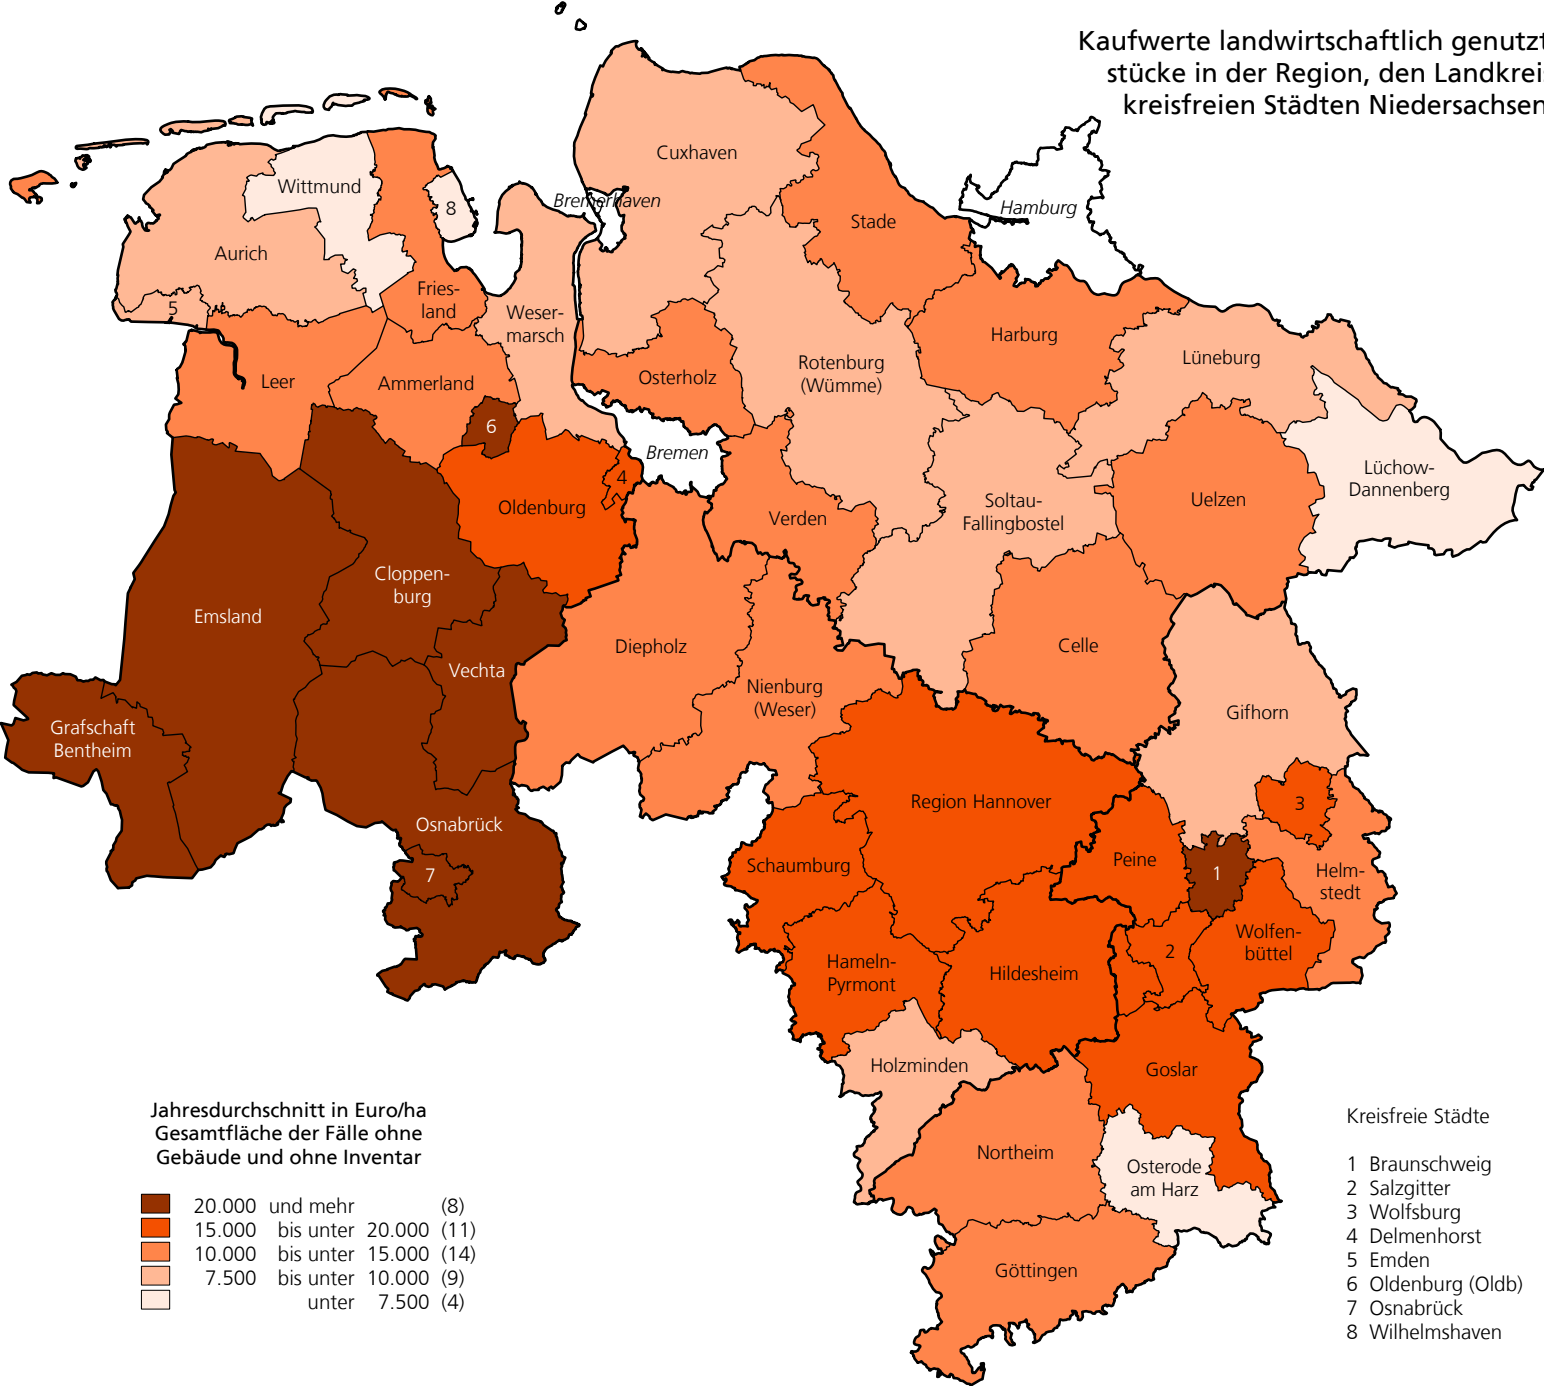 Kaufwerte landwirtschaftlich genutzt
stücke in der Region, den Landkreis
kreisfreien Städten Niedersachsen
Cuxhaven
Wittmund
8
Bremerhaven
Hamburg
Stade
Aurich
Fries-
land
5
Weser-
marsch
Harburg
Lüneburg
Rotenburg
(Wümme)
Leer
Ammerland
Osterholz
6
Bremen
4
Lüchow-
Dannenberg
Oldenburg
Soltau-
Fallingbostel
Uelzen
Verden
Cloppen-
burg
Emsland
Diepholz
Celle
Vechta
Nienburg
(Weser)
Gifhorn
Grafschaft
Bentheim
Region Hannover
3
Osnabrück
Schaumburg
Peine
7
1
Helm-
stedt
Wolfen-
büttel
2
Hameln-
Pyrmont
Hildesheim
Holzminden
Goslar
Northeim
Osterode
am Harz
Göttingen
Jahresdurchschnitt in Euro/ha
Gesamtfläche der Fälle ohne
Gebäude und ohne Inventar
20.000 und mehr (8)
15.000 bis unter 20.000 (11)
10.000 bis unter 15.000 (14)
7.500 bis unter 10.000 (9)
unter 7.500 (4)
Kreisfreie Städte
1 Braunschweig
2 Salzgitter
3 Wolfsburg
4 Delmenhorst
5 Emden
6 Oldenburg (Oldb)
7 Osnabrück
8 Wilhelmshaven